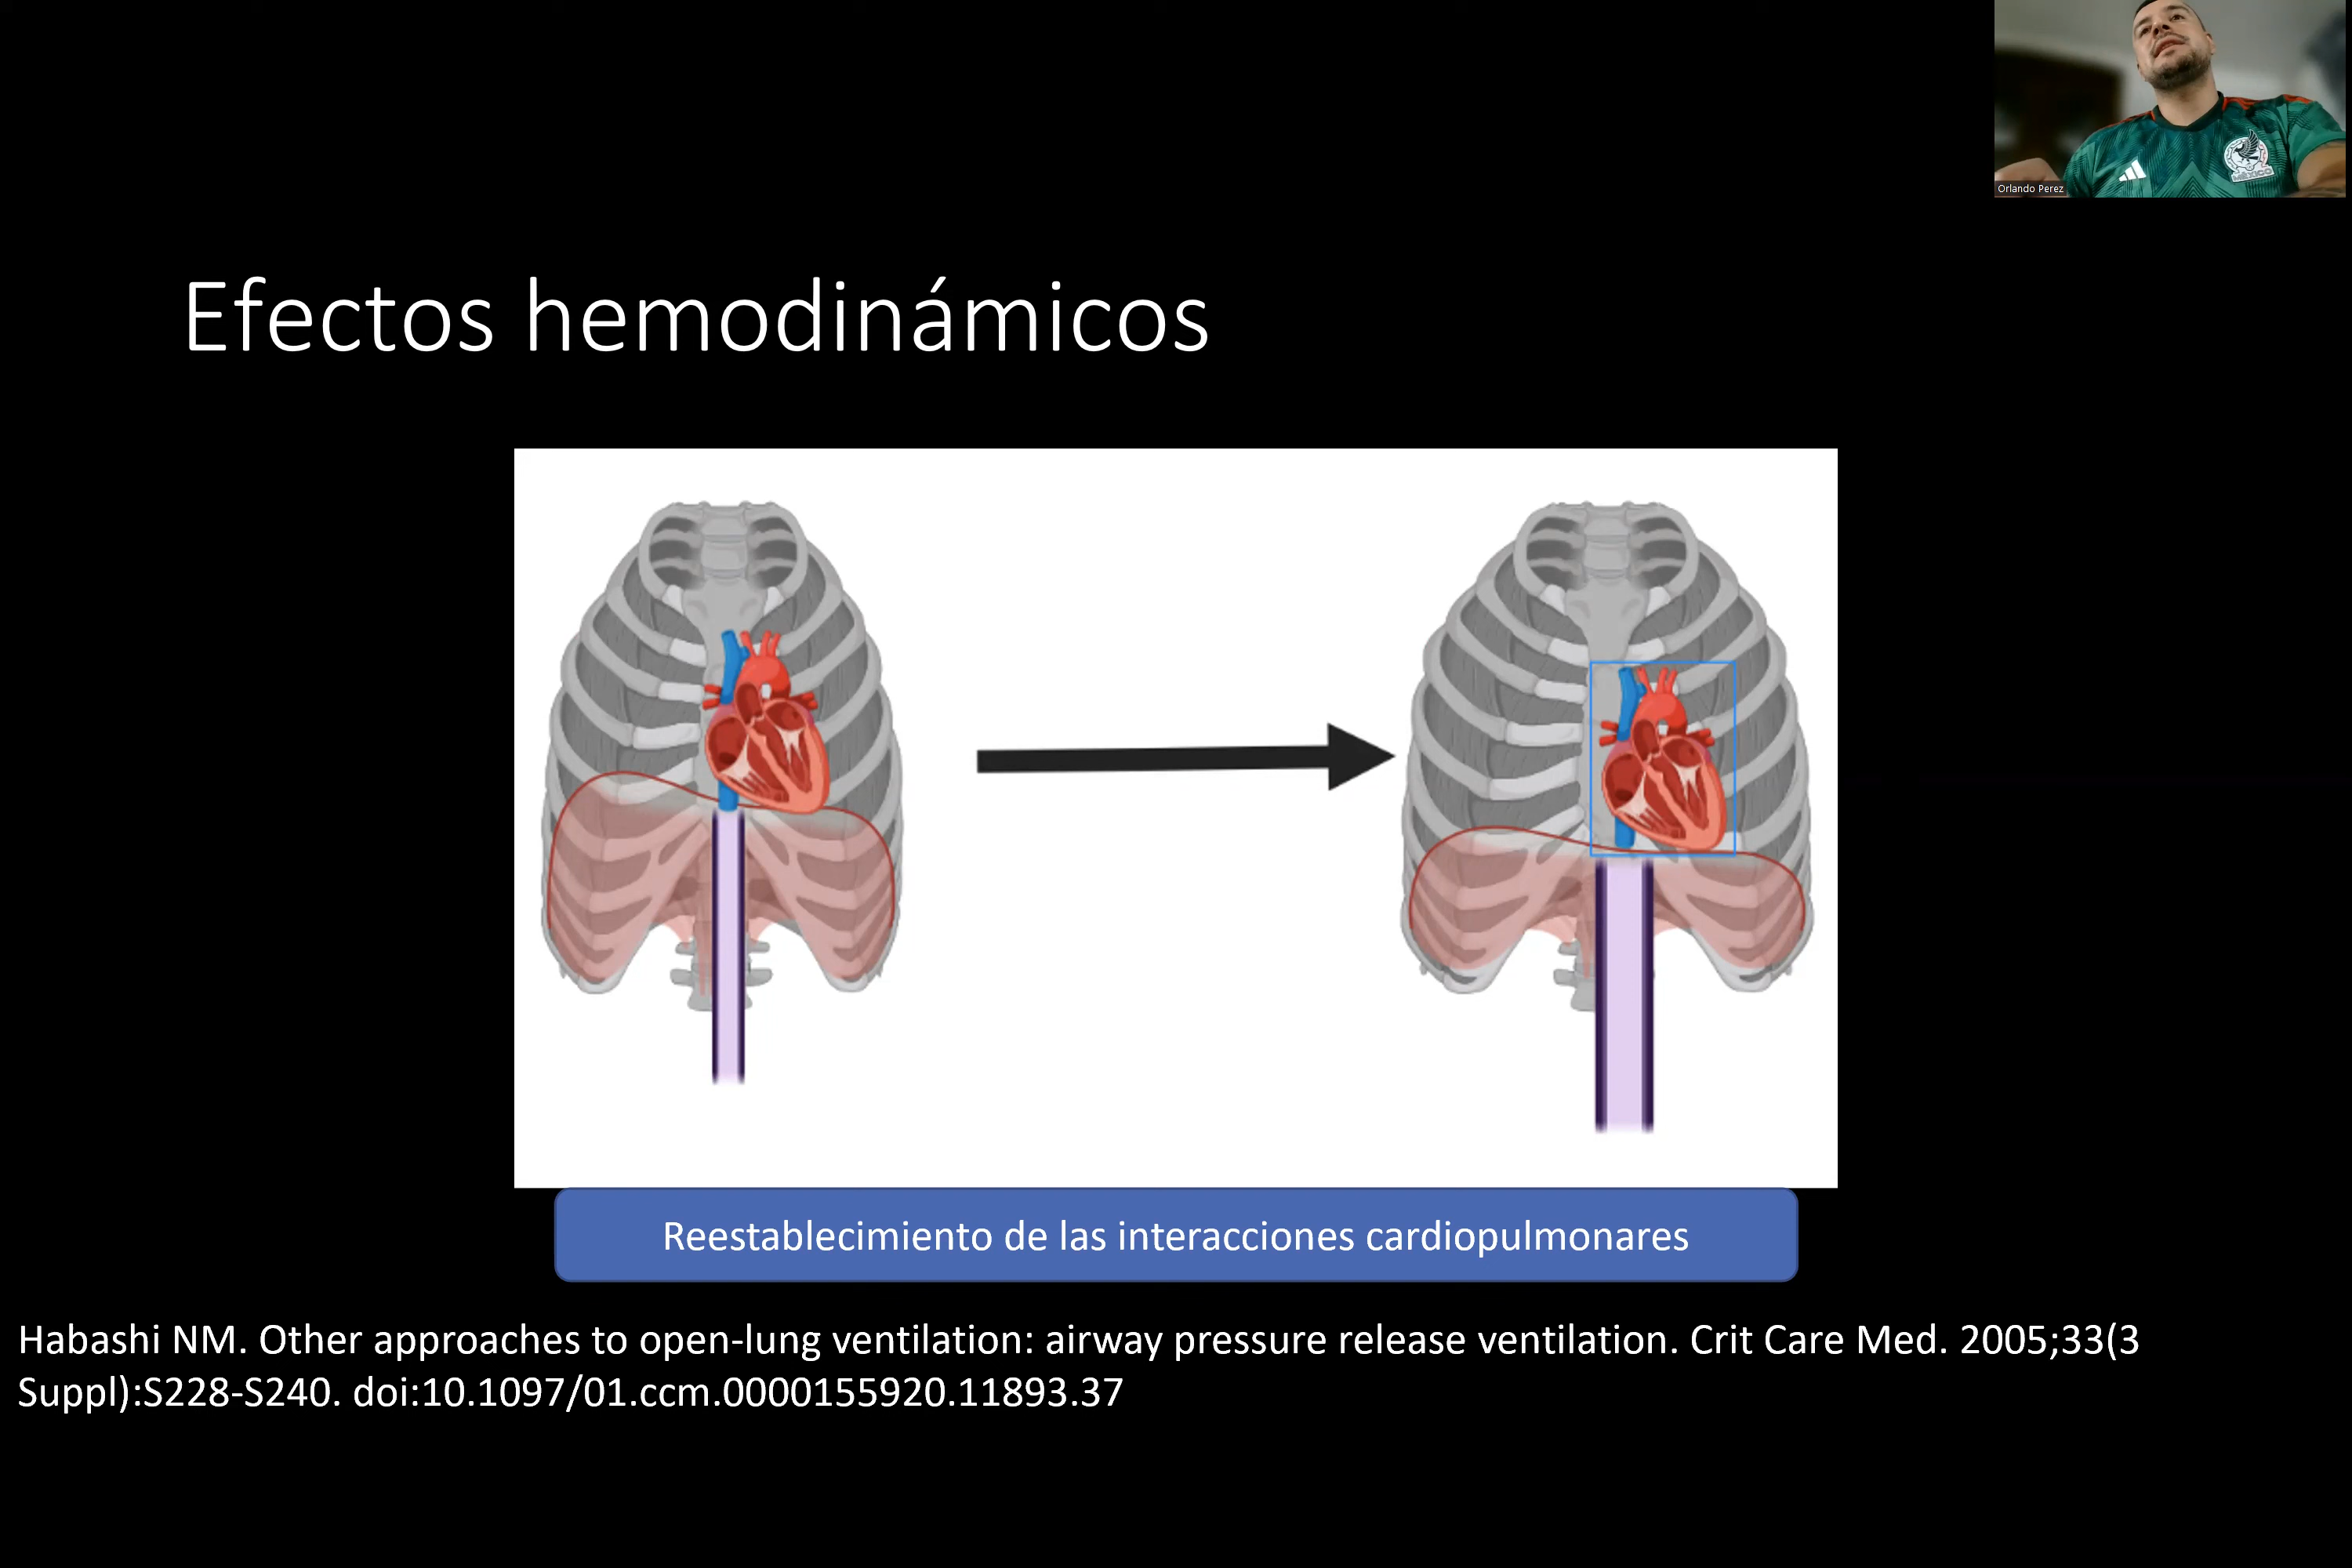 Orlando Perez
MÉXICO
Efectos hemodinámicos
Reestablecimiento de las interacciones cardiopulmonares
Habashi NM. Other approaches to open-lung ventilation: airway pressure release ventilation. Crit Care Med. 2005;33(3
Suppl):S228-S240. doi:10.1097/01.ccm.0000155920.11893.37